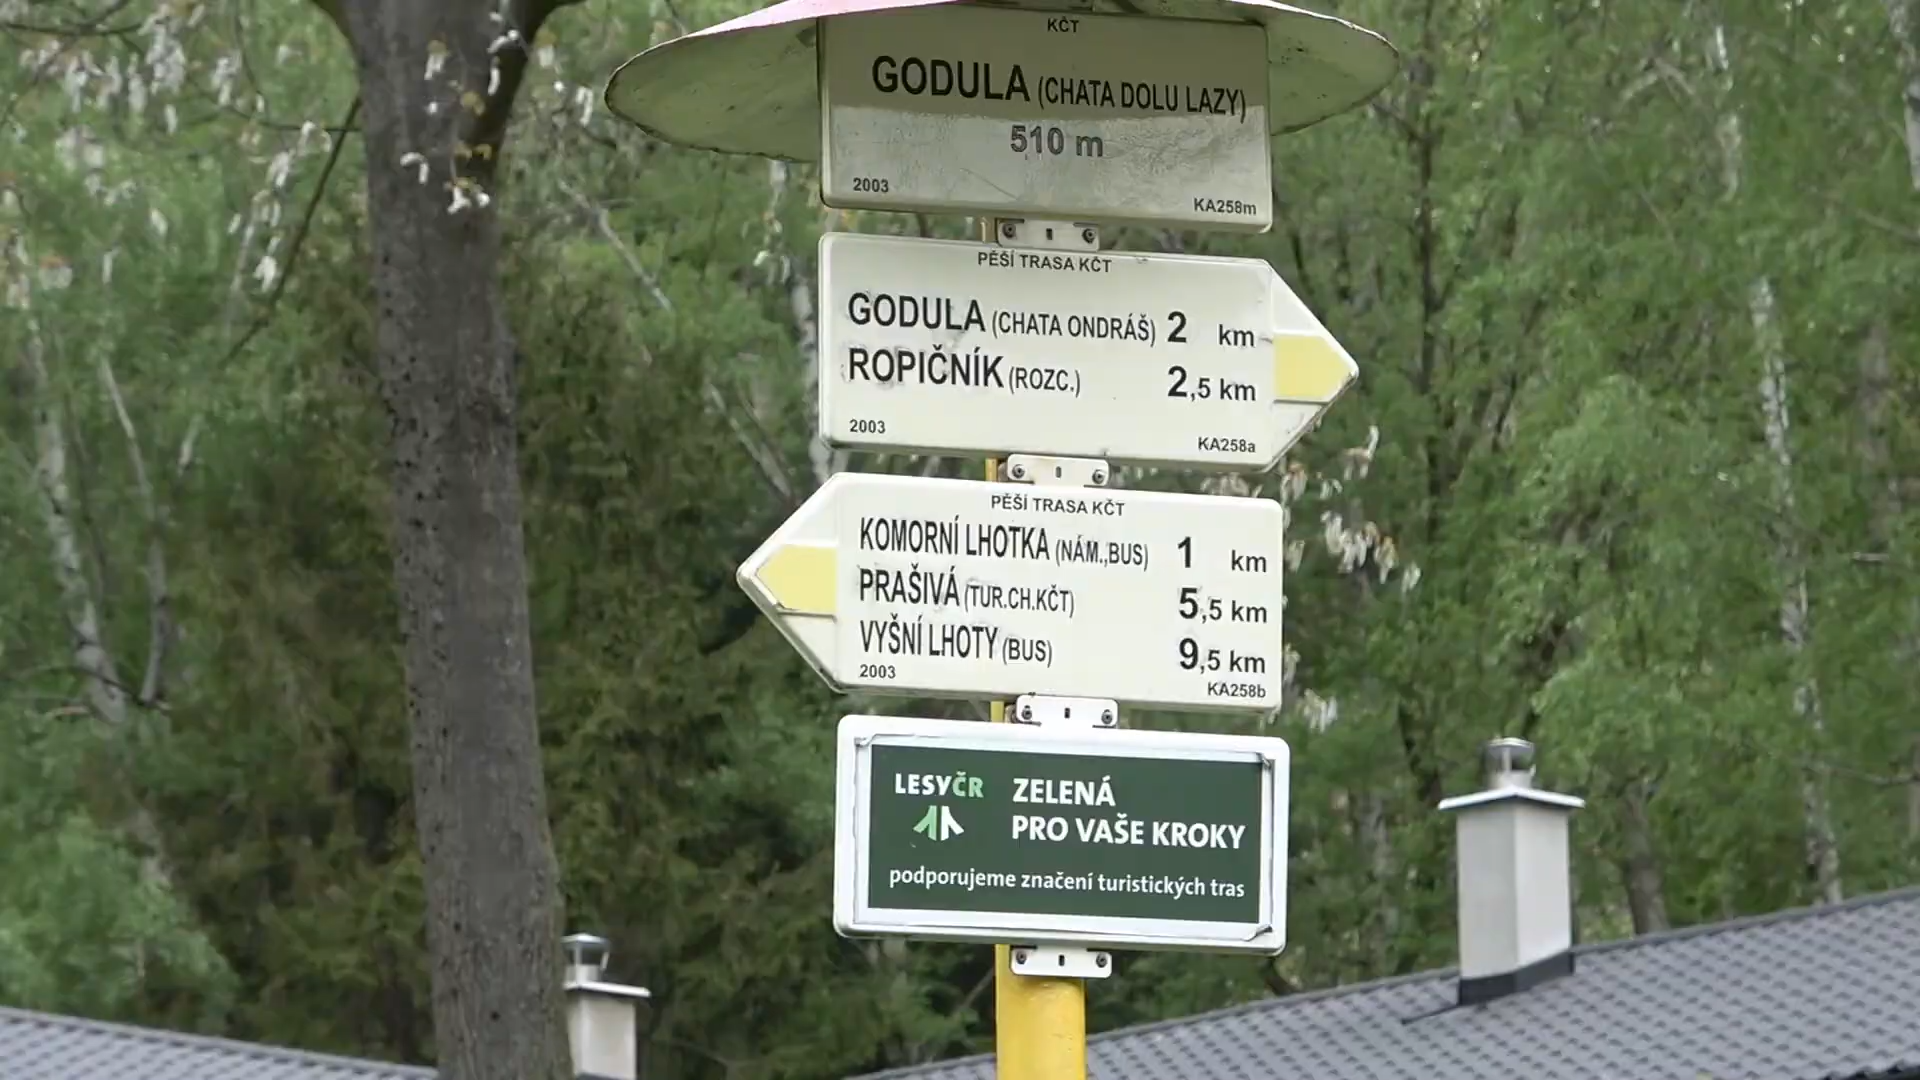 KČT
GODULA (CHATA DOLU LAZY)
510 m
2003 KA258m
PĚŠÍ TRASA KČT
GODULA (CHATA ONDRÁŠ) 2 km
ROPIČNÍK (ROZC.) 2,5 km
2003 KA258a
PĚŠÍ TRASA KČT
KOMORNÍ LHOTKA (NÁM.,BUS) 1 km
PRAŠIVÁ (TUR.CH.KČT) 5,5 km
VYŠNÍ LHOTY (BUS) 9,5 km
2003 KA258b
LESY ČR
ZELENÁ
PRO VAŠE KROKY
podporujeme značení turistických tras